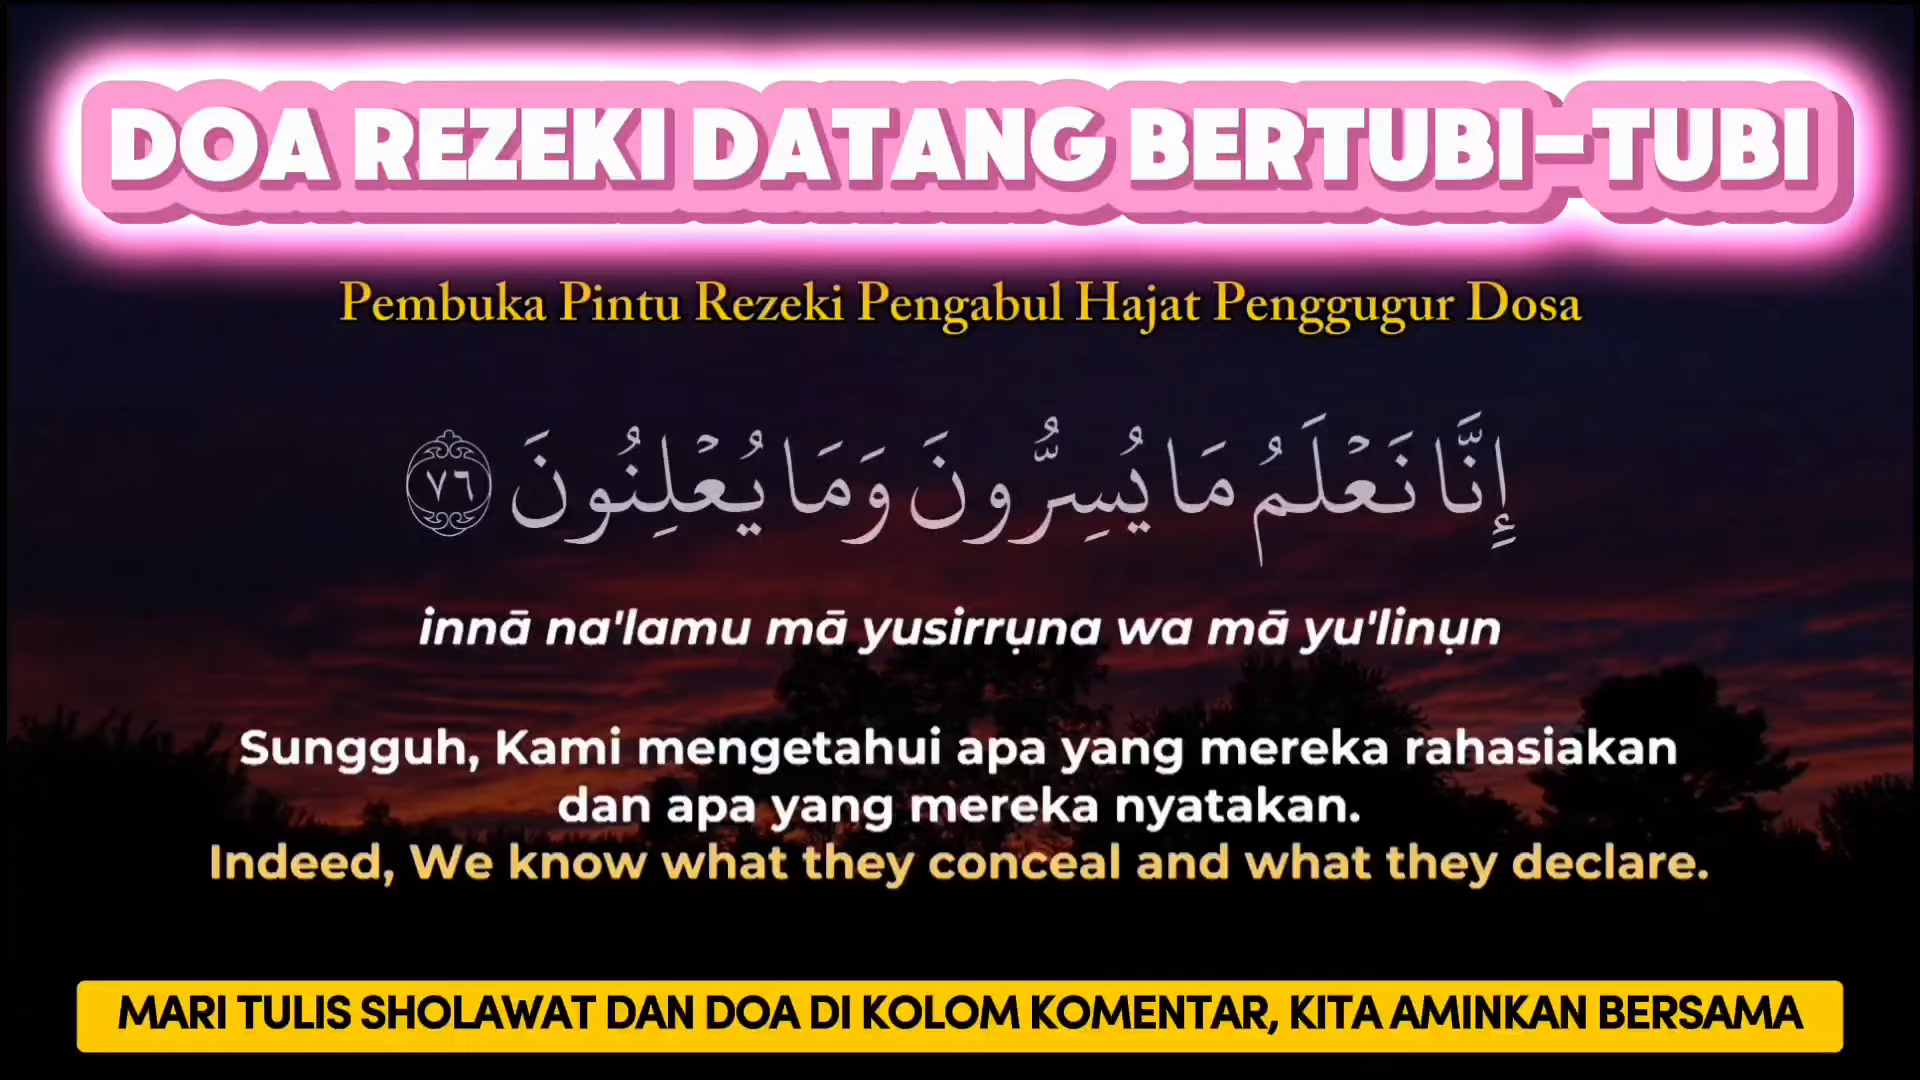 DOA REZEKI DATANG BERTUBI-TUBI
Pembuka Pintu Rezeki Pengabul Hajat Penggugur Dosa
إِنَّا نَعْلَمُ مَا يُسِرُّونَ وَمَا يُعْلِنُونَ ٧٦
innā na'lamu mā yusirrụna wa mā yu'linụn
Sungguh, Kami mengetahui apa yang mereka rahasiakan
dan apa yang mereka nyatakan.
Indeed, We know what they conceal and what they declare.
MARI TULIS SHOLAWAT DAN DOA DI KOLOM KOMENTAR, KITA AMINKAN BERSAMA